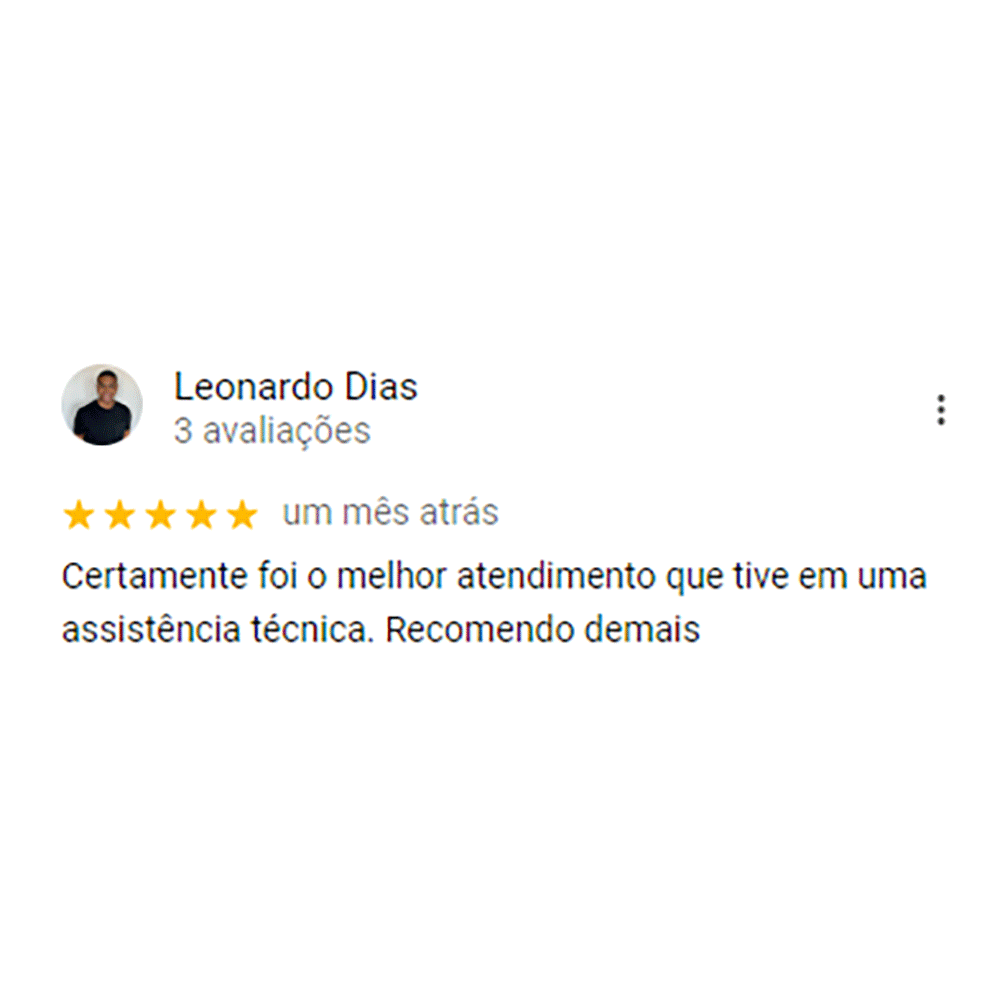 Leonardo Dias
3 avaliações
um mês atrás
Certamente foi o melhor atendimento que tive em uma
assistência técnica. Recomendo demais